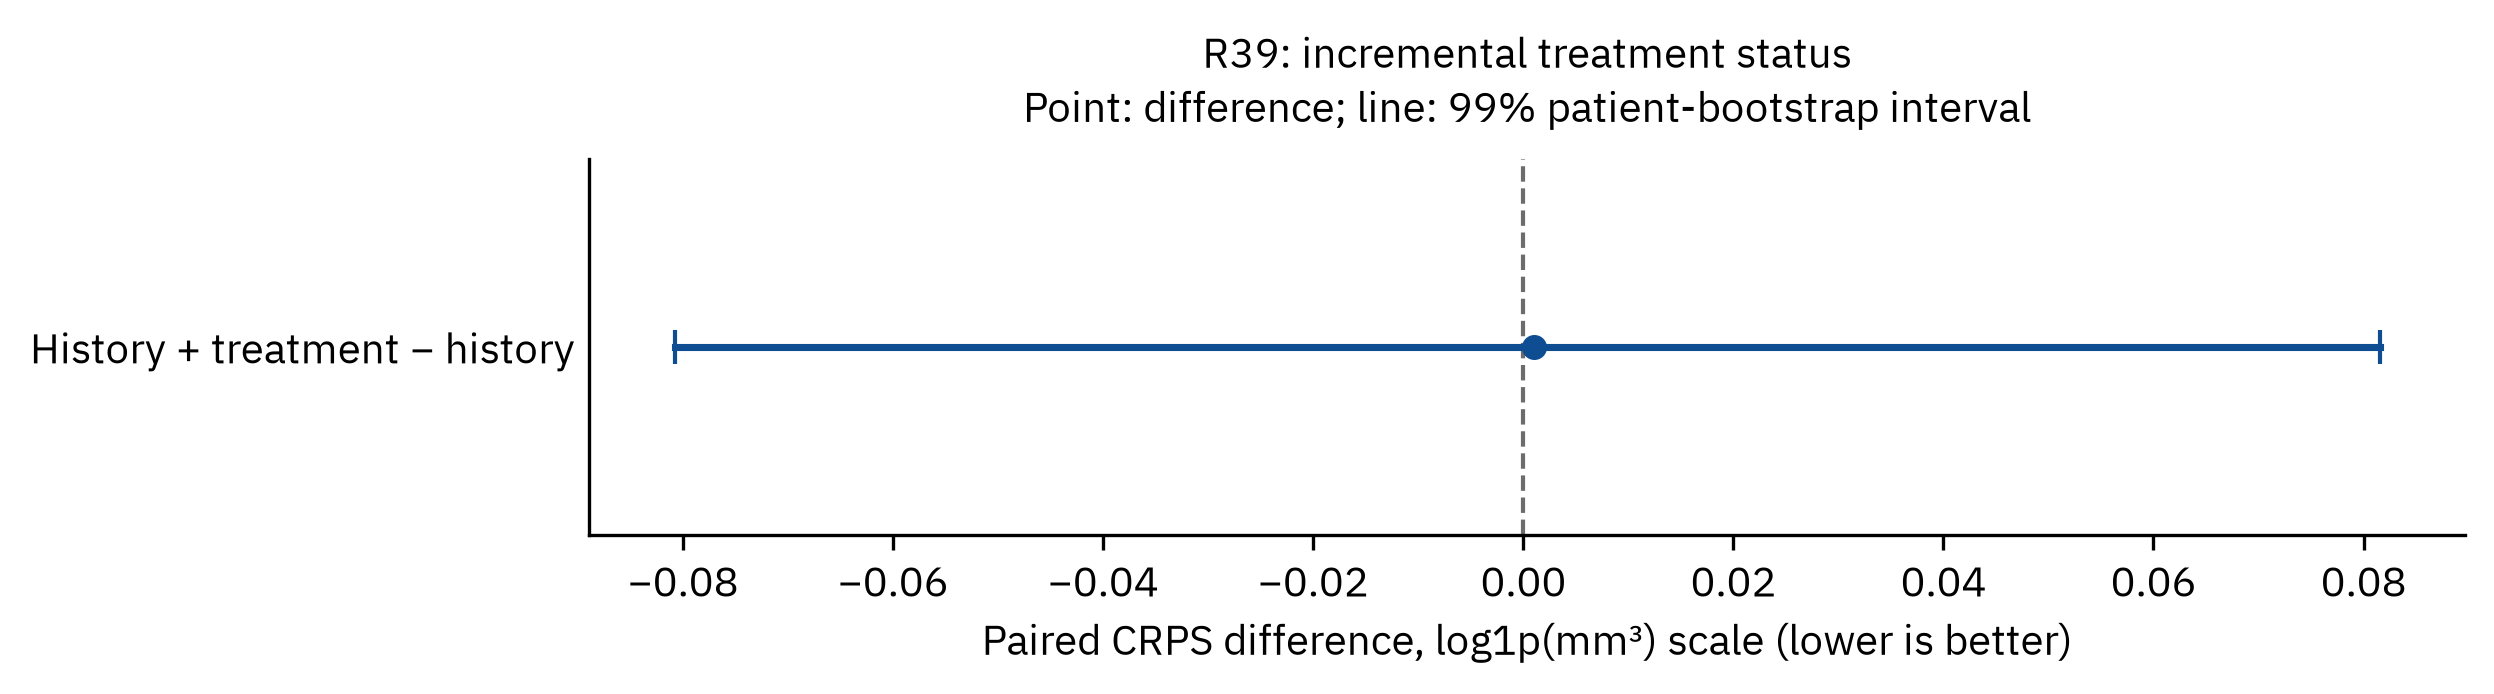 R39: incremental treatment status
Point: difference; line: 99% patient-bootstrap interval
History + treatment − history
−0.08 −0.06 −0.04 −0.02 0.00 0.02 0.04 0.06 0.08
Paired CRPS difference, log1p(mm³) scale (lower is better)